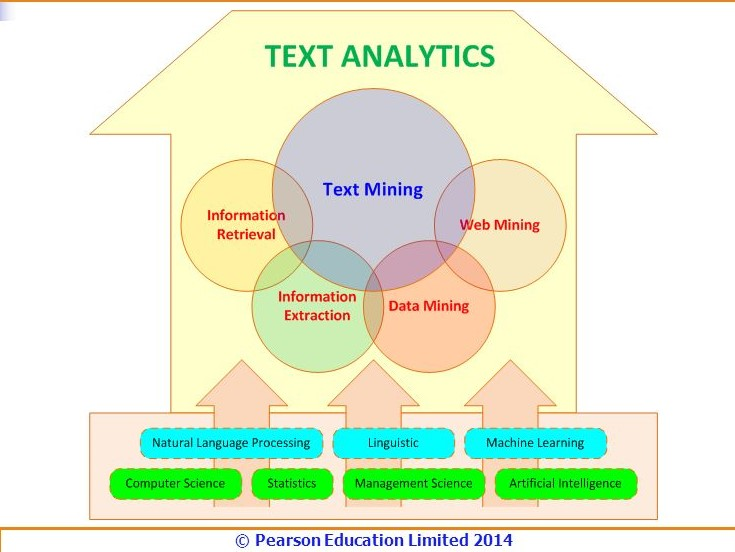 TEXT ANALYTICS
Text Mining
Information
Retrieval
Web Mining
Information
Extraction
Data Mining
Natural Language Processing
Linguistic
Machine Learning
Computer Science
Statistics
Management Science
Artificial Intelligence
© Pearson Education Limited 2014